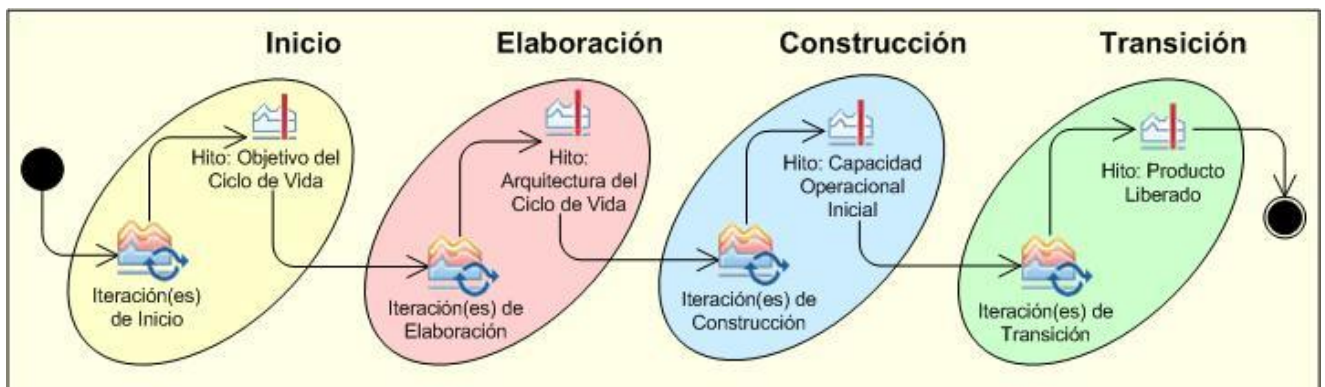 Inicio
Elaboración
Construcción
Transición
Hito: Objetivo del
Ciclo de Vida
Iteración(es)
de Inicio
Hito:
Arquitectura del
Ciclo de Vida
Iteración(es) de
Elaboración
Hito: Capacidad
Operacional
Inicial
Iteración(es) de
Construcción
Hito: Producto
Liberado
Iteración(es) de
Transición